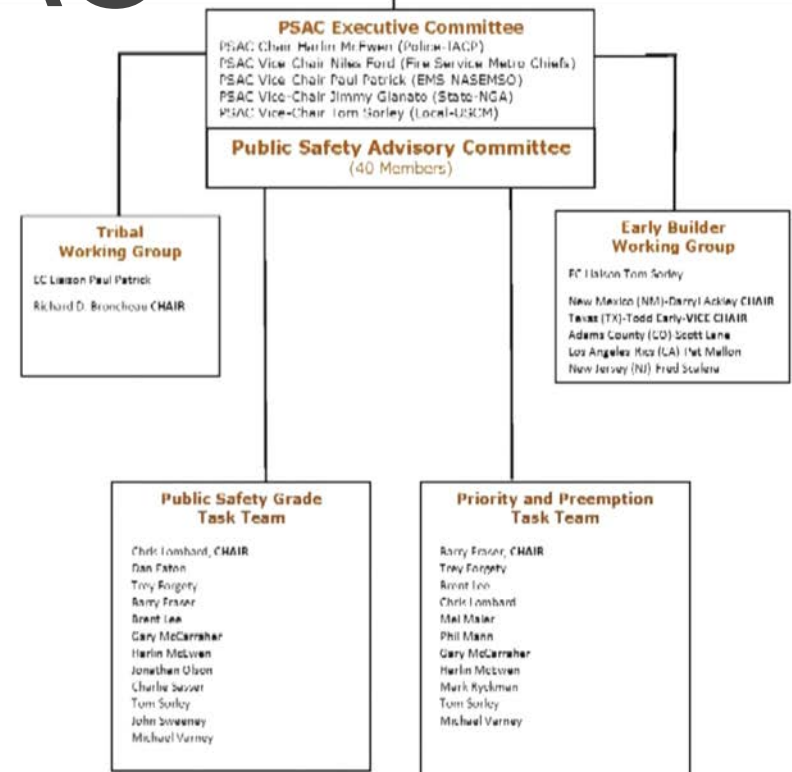 PSAC Executive Committee
PSAC Chair Harlin McEwen (Police-IACP)
PSAC Vice Chair Niles Ford (Fire Service Metro Chiefs)
PSAC Vice Chair Paul Patrick (EMS NASEMSO)
PSAC Vice-Chair Jimmy Gianato (State-NGA)
PSAC Vice-Chair Tom Sorley (Local-USCM)
Public Safety Advisory Committee
(40 Members)
Tribal
Working Group
EC Liaison Paul Patrick
Richard D. Broncheau CHAIR
Early Builder
Working Group
EC Liaison Tom Sorley
New Mexico (NM)-Darryl Ackley CHAIR
Texas (TX)-Todd Early-VICE CHAIR
Adams County (CO) Scott Lane
Los Angeles Rics (CA) Pat Mallon
New Jersey (NJ) Fred Scalera
Public Safety Grade
Task Team
Chris Lombard, CHAIR
Dan Eaton
Trey Forgety
Barry Fraser
Brent Lee
Gary McCarraher
Harlin McEwen
Jonathan Olson
Charlie Sasser
Tom Sorley
John Sweeney
Michael Varney
Priority and Preemption
Task Team
Barry Fraser, CHAIR
Trey Forgety
Brent Lee
Chris Lombard
Mel Maier
Phil Mann
Gary McCarraher
Harlin McEwen
Mark Ryckman
Tom Sorley
Michael Varney